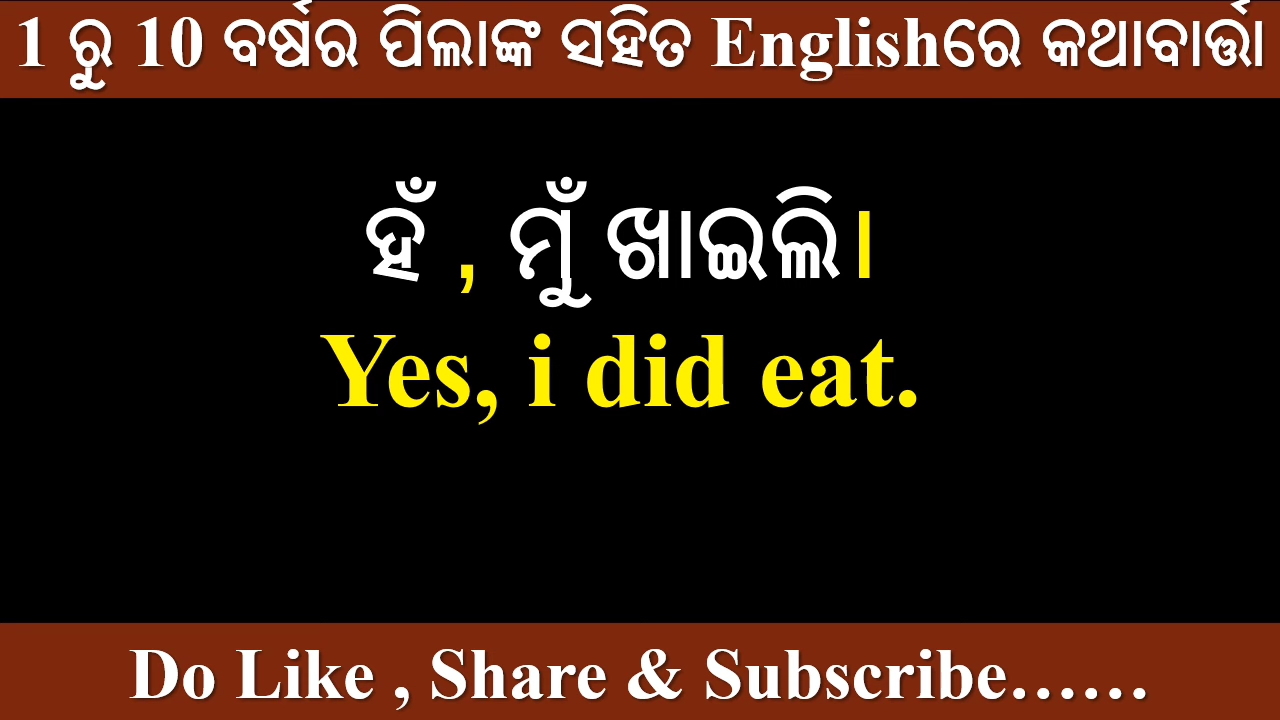 1 ରୁ 10 ବର୍ଷର ପିଲାଙ୍କ ସହିତ Englishରେ କଥାବାର୍ତ୍ତା
ହଁ , ମୁଁ ଖାଇଲି।
Yes, i did eat.
Do Like , Share & Subscribe......